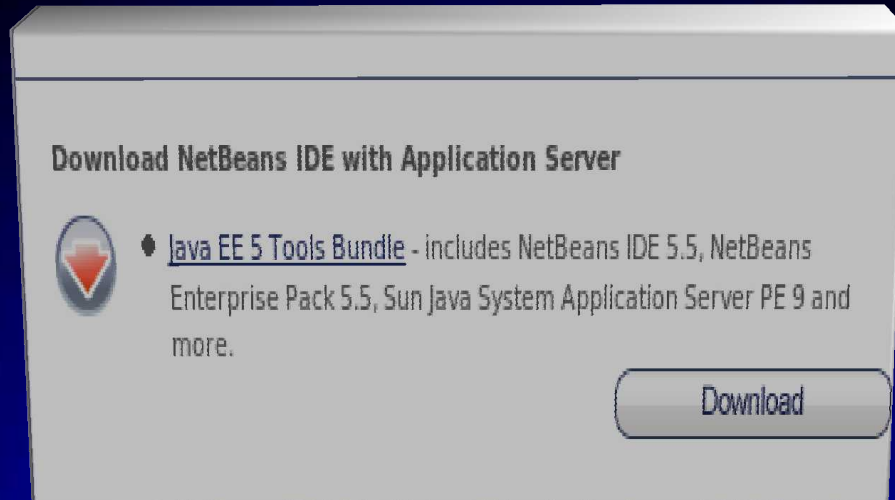 Download NetBeans IDE with Application Server
Java EE 5 Tools Bundle - includes NetBeans IDE 5.5, NetBeans
Enterprise Pack 5.5, Sun Java System Application Server PE 9 and
more.
Download